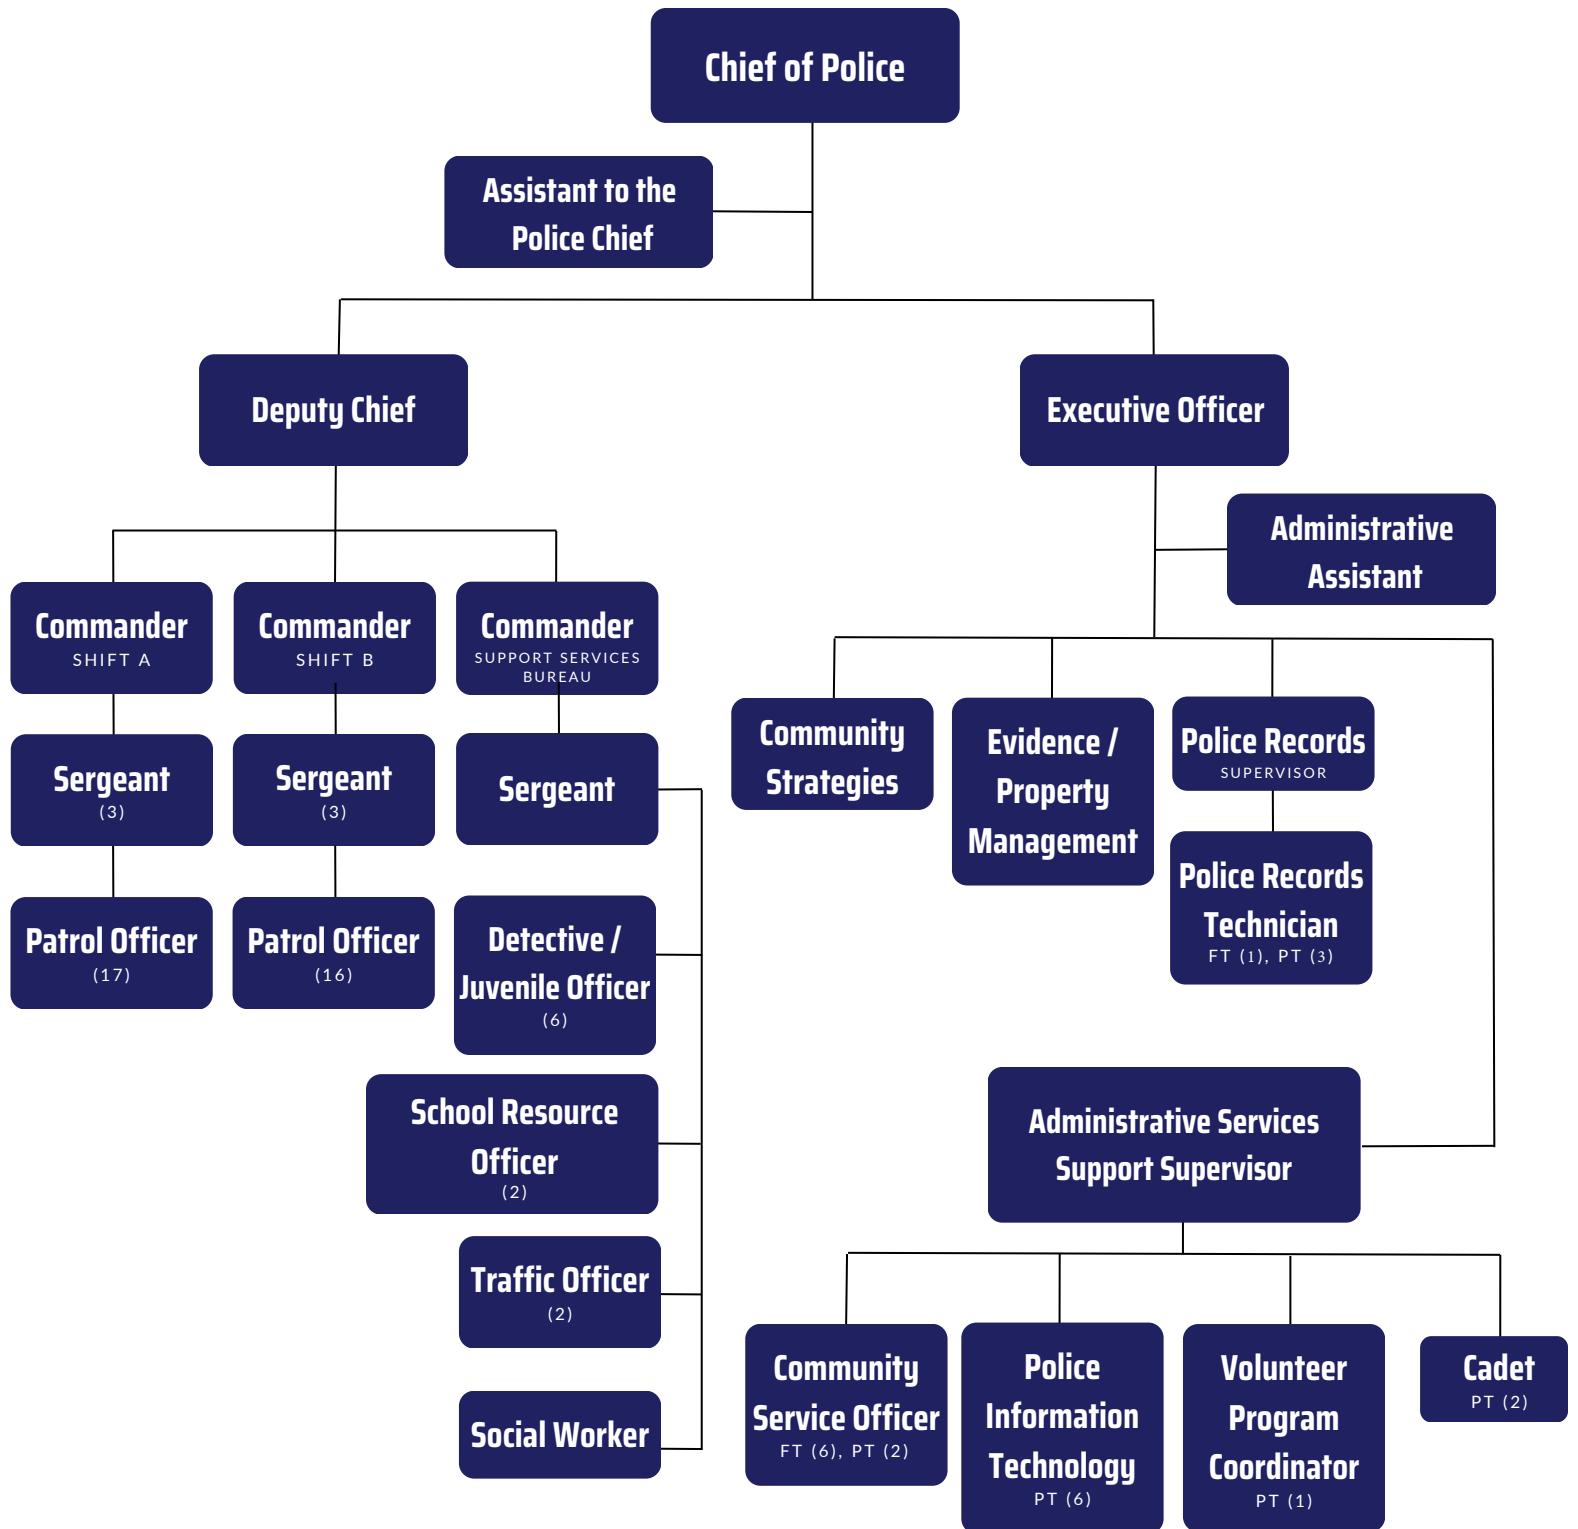 Chief of Police
Assistant to the
Police Chief
Deputy Chief
Executive Officer
Administrative
Assistant
Commander
SHIFT A
Commander
SHIFT B
Commander
SUPPORT SERVICES
BUREAU
Sergeant
(3)
Sergeant
(3)
Sergeant
Patrol Officer
(17)
Patrol Officer
(16)
Detective /
Juvenile Officer
(6)
School Resource
Officer
(2)
Traffic Officer
(2)
Social Worker
Community
Strategies
Evidence /
Property
Management
Police Records
SUPERVISOR
Police Records
Technician
FT (1), PT (3)
Administrative Services
Support Supervisor
Community
Service Officer
FT (6), PT (2)
Police
Information
Technology
PT (6)
Volunteer
Program
Coordinator
PT (1)
Cadet
PT (2)